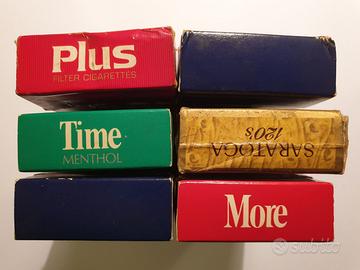 Plus
FILTER CIGARETTES
Time
MENTHOL
SARATOGA
120's
More
subito